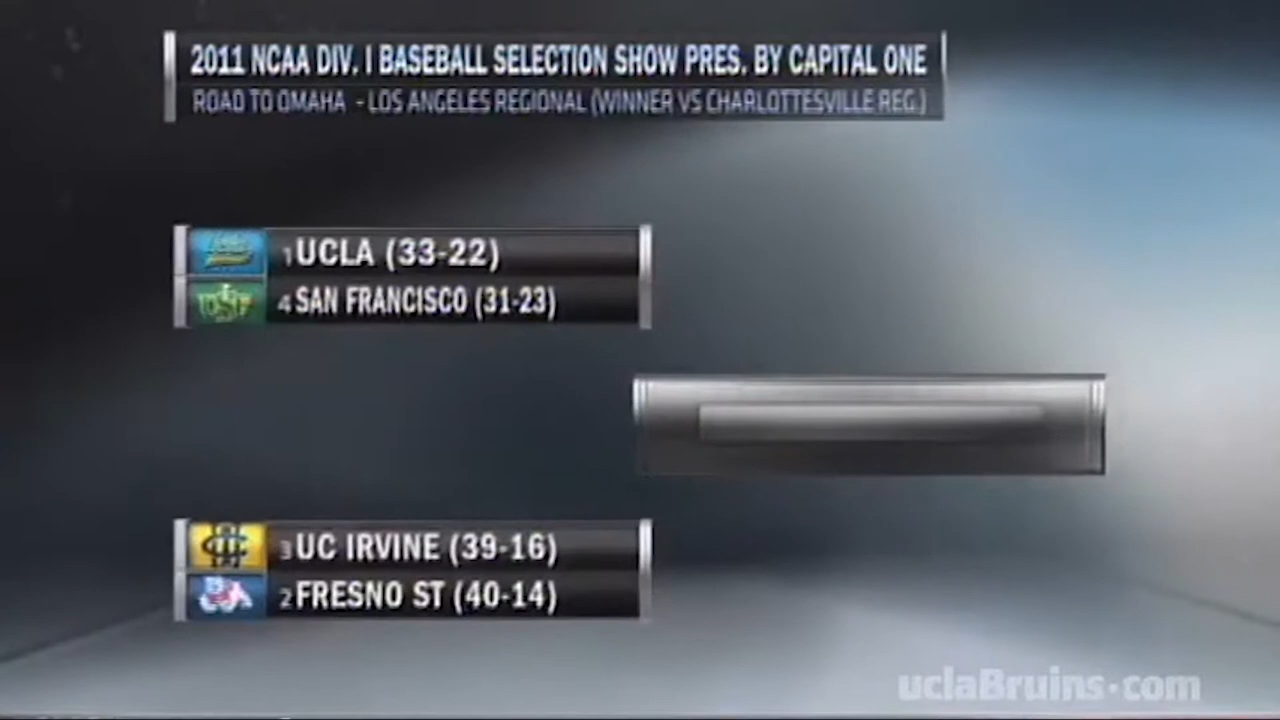 2011 NCAA DIV. I BASEBALL SELECTION SHOW PRES. BY CAPITAL ONE
ROAD TO OMAHA - LOS ANGELES REGIONAL (WINNER VS CHARLOTTESVILLE REG.)
1 UCLA (33-22)
USF 4 SAN FRANCISCO (31-23)
3 UC IRVINE (39-16)
2 FRESNO ST (40-14)
uclaBruins.com